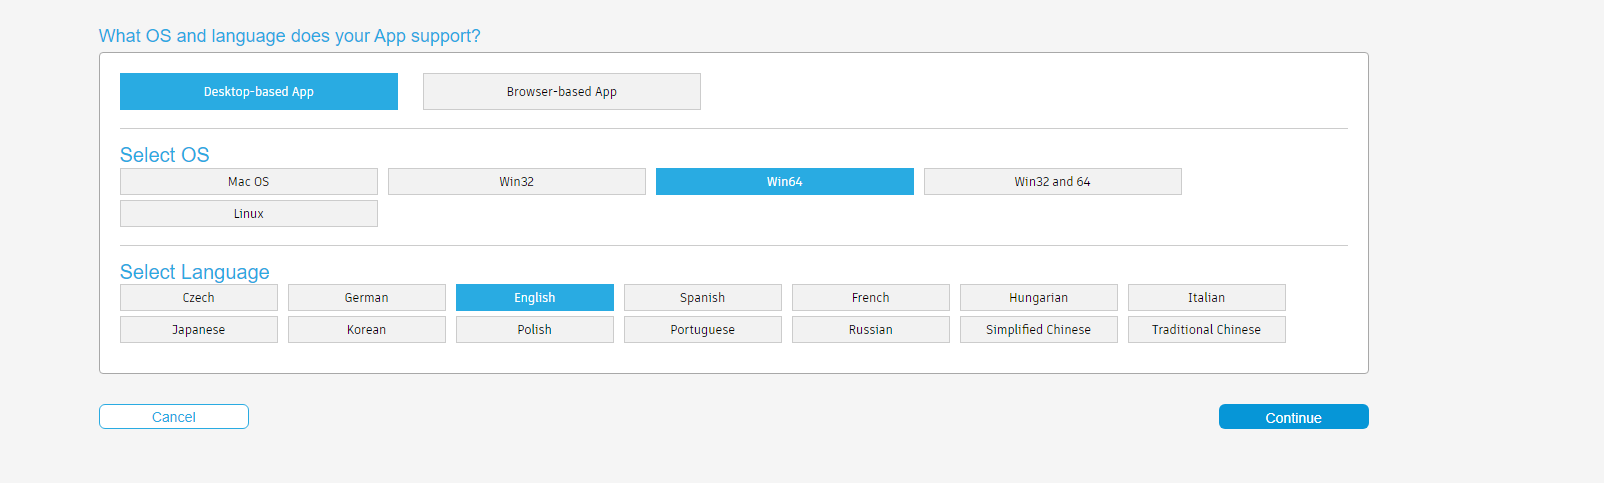 What OS and language does your App support?
Desktop-based App Browser-based App
Select OS
Mac OS Win32 Win64 Win32 and 64
Linux
Select Language
Czech German English Spanish French Hungarian Italian
Japanese Korean Polish Portuguese Russian Simplified Chinese Traditional Chinese
Cancel Continue